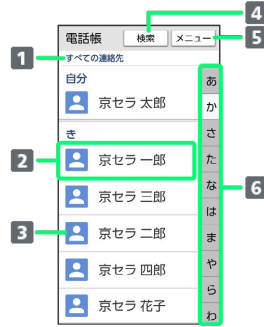 4
電話帳 検索 メニュー 5
1 すべての連絡先
自分 あ
京セラ 太郎 か
き さ
2 京セラ 一郎 た
京セラ 三郎 な
は 6
3 京セラ 二郎 ま
京セラ 四郎 や
ら
京セラ 花子 わ